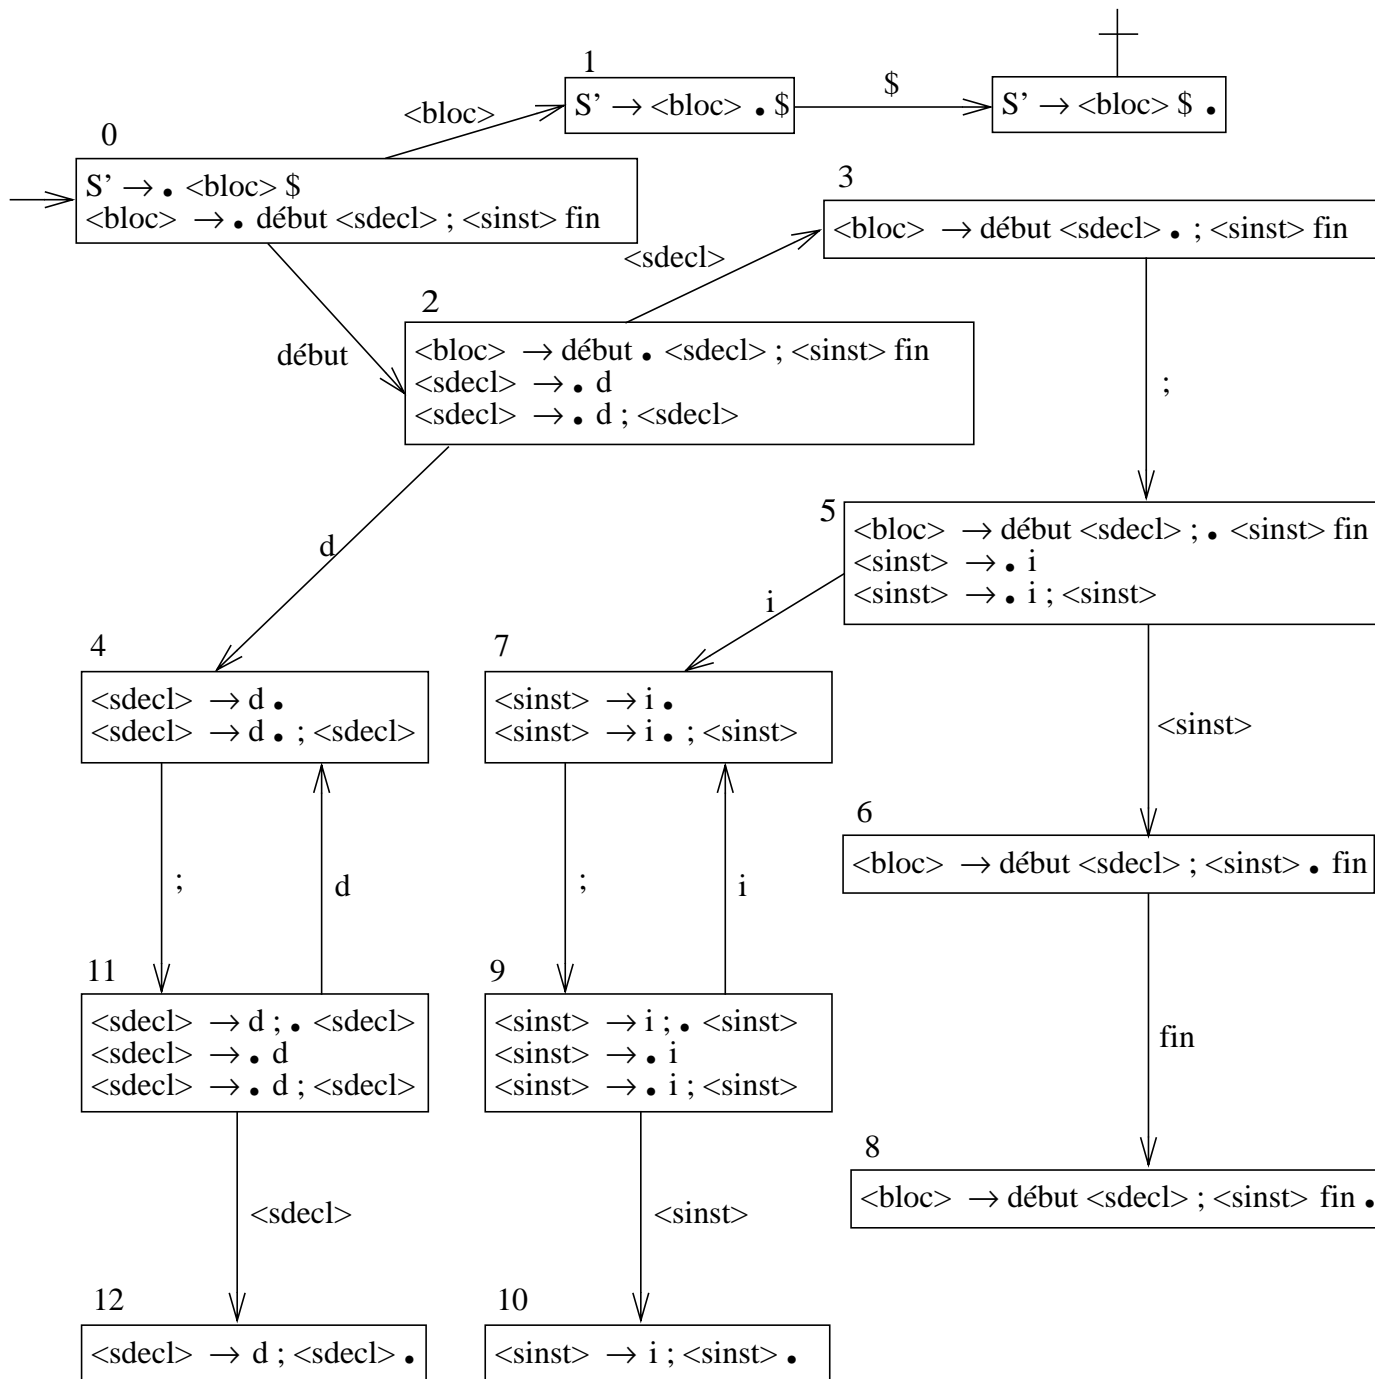 1
S' → <bloc> . $
$
S' → <bloc> $ .
<bloc>
0
S' → . <bloc> $
<bloc> → . début <sdecl> ; <sinst> fin
3
<bloc> → début <sdecl> . ; <sinst> fin
<sdecl>
début
2
<bloc> → début . <sdecl> ; <sinst> fin
<sdecl> → . d
<sdecl> → . d ; <sdecl>
;
d
5
<bloc> → début <sdecl> ; . <sinst> fin
<sinst> → . i
<sinst> → . i ; <sinst>
i
4
<sdecl> → d .
<sdecl> → d . ; <sdecl>
7
<sinst> → i .
<sinst> → i . ; <sinst>
<sinst>
6
<bloc> → début <sdecl> ; <sinst> . fin
;
d
;
i
11
<sdecl> → d ; . <sdecl>
<sdecl> → . d
<sdecl> → . d ; <sdecl>
9
<sinst> → i ; . <sinst>
<sinst> → . i
<sinst> → . i ; <sinst>
fin
8
<bloc> → début <sdecl> ; <sinst> fin .
<sdecl>
<sinst>
12
<sdecl> → d ; <sdecl> .
10
<sinst> → i ; <sinst> .